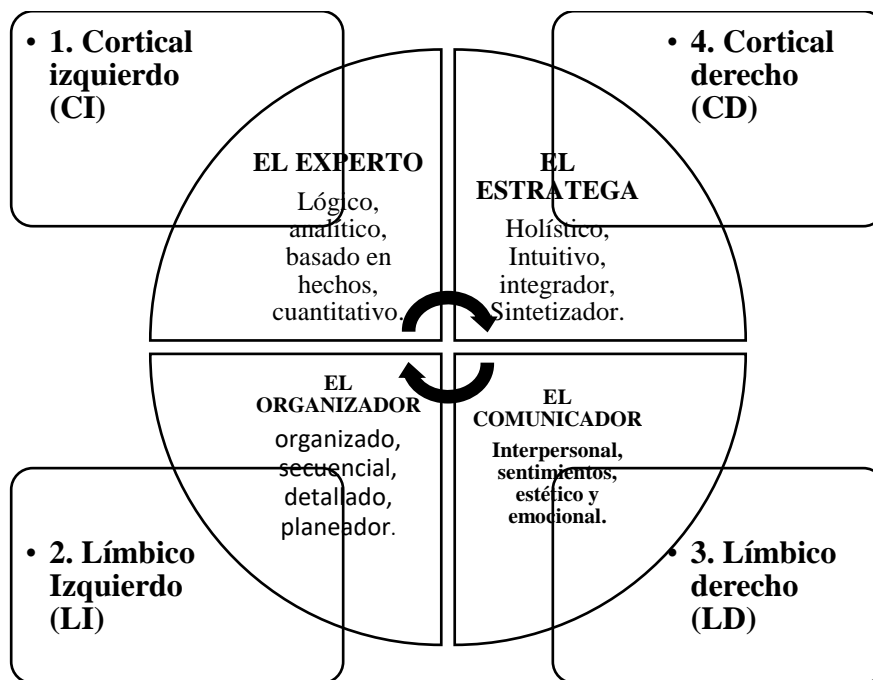 • 1. Cortical
izquierdo
(CI)
• 4. Cortical
derecho
(CD)
EL EXPERTO
Lógico,
analítico,
basado en
hechos,
cuantitativo.
EL
ESTRATEGA
Holístico,
Intuitivo,
integrador,
Sintetizador.
EL
ORGANIZADOR
organizado,
secuencial,
detallado,
planeador.
EL
COMUNICADOR
Interpersonal,
sentimientos,
estético y
emocional.
• 2. Límbico
Izquierdo
(LI)
• 3. Límbico
derecho
(LD)